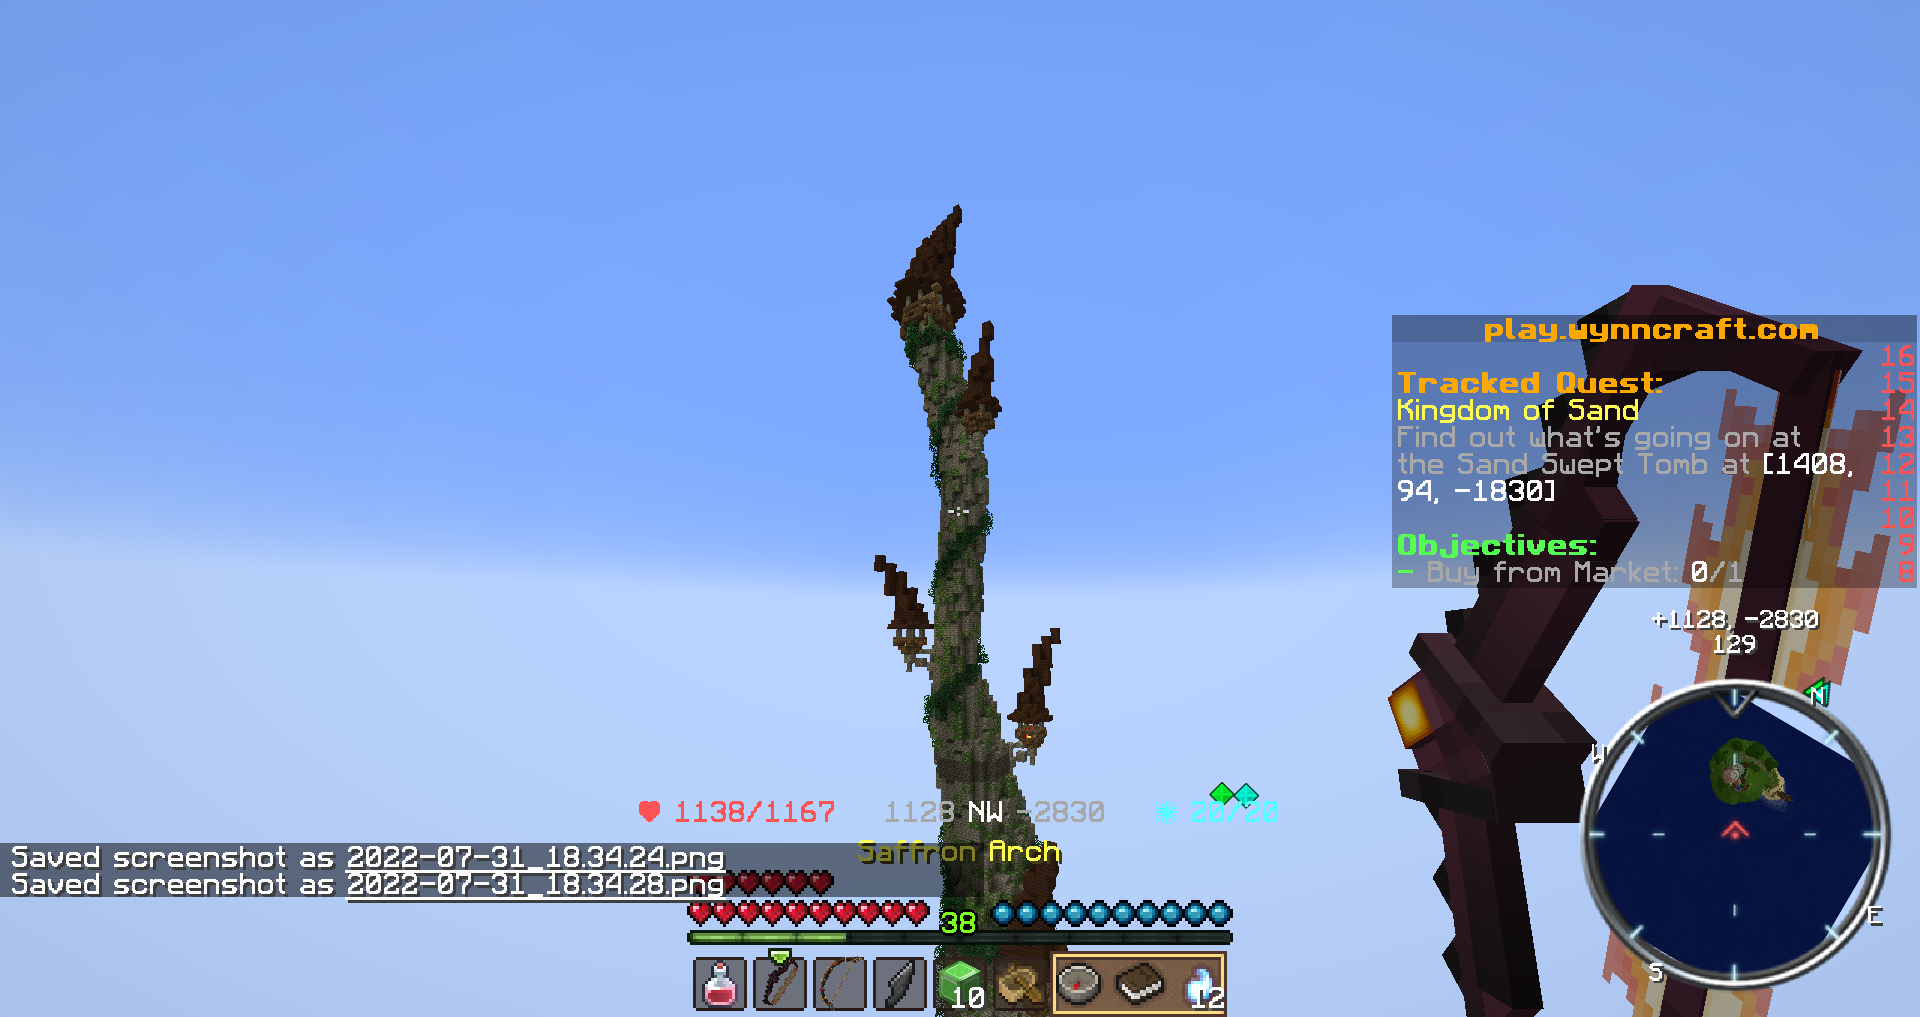 play.wynncraft.com
16
Tracked Quest:
15
Kingdom of Sand
14
Find out what's going on at
13
the Sand Swept Tomb at [1408,
12
94, -1830]
11
10
Objectives:
9
- Buy from Market: 0/1
8
+1128, -2830
129
N
W
E
S
1138/1167
1128 NW -2830
20/20
Saffron Arch
Saved screenshot as 2022-07-31_18.34.24.png
Saved screenshot as 2022-07-31_18.34.28.png
38
10
12